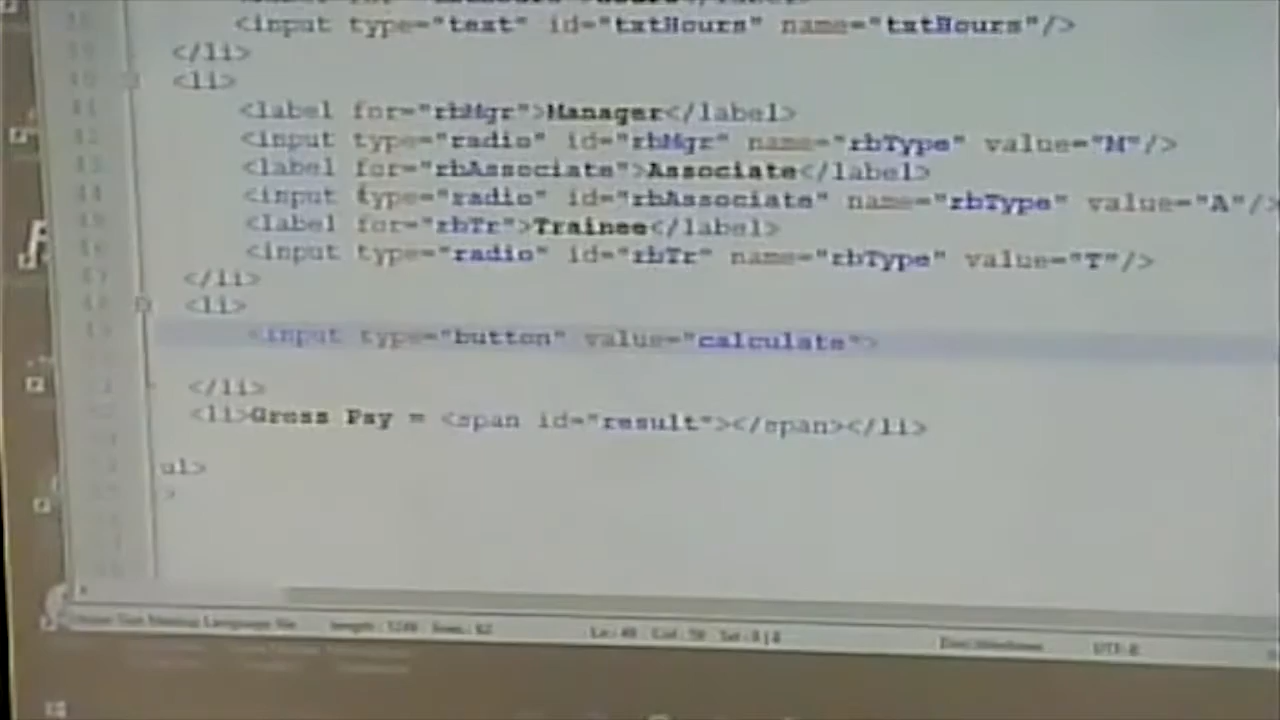 <input type="text" id="txtHours" name="txtHours"/>
</li>
<li>
<label for="rbMgr">Manager</label>
<input type="radio" id="rbMgr" name="rbType" value="M"/>
<label for="rbAssociate">Associate</label>
<input type="radio" id="rbAssociate" name="rbType" value="A"/>
<label for="rbTr">Trainee</label>
<input type="radio" id="rbTr" name="rbType" value="T"/>
</li>
<li>
<input type="button" value="calculate">
</li>
<li>Gross Pay = <span id="result"></span></li>
ul>
>
UTF-8